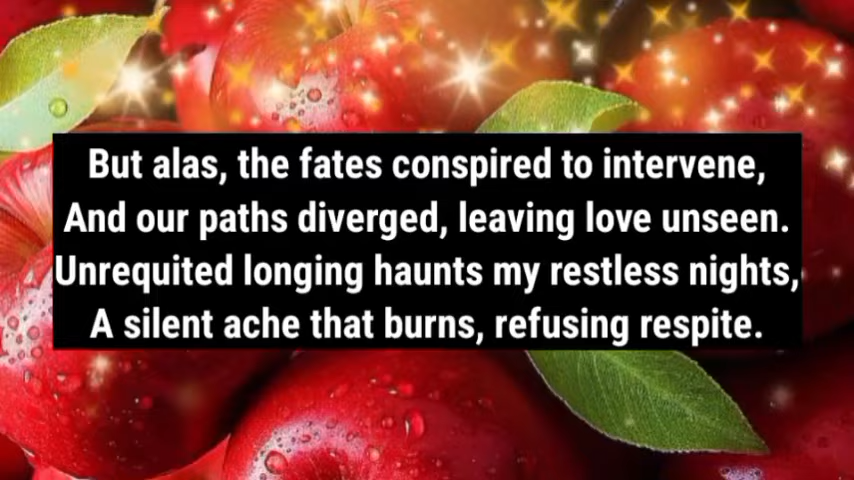 But alas, the fates conspired to intervene,
And our paths diverged, leaving love unseen.
Unrequited longing haunts my restless nights,
A silent ache that burns, refusing respite.